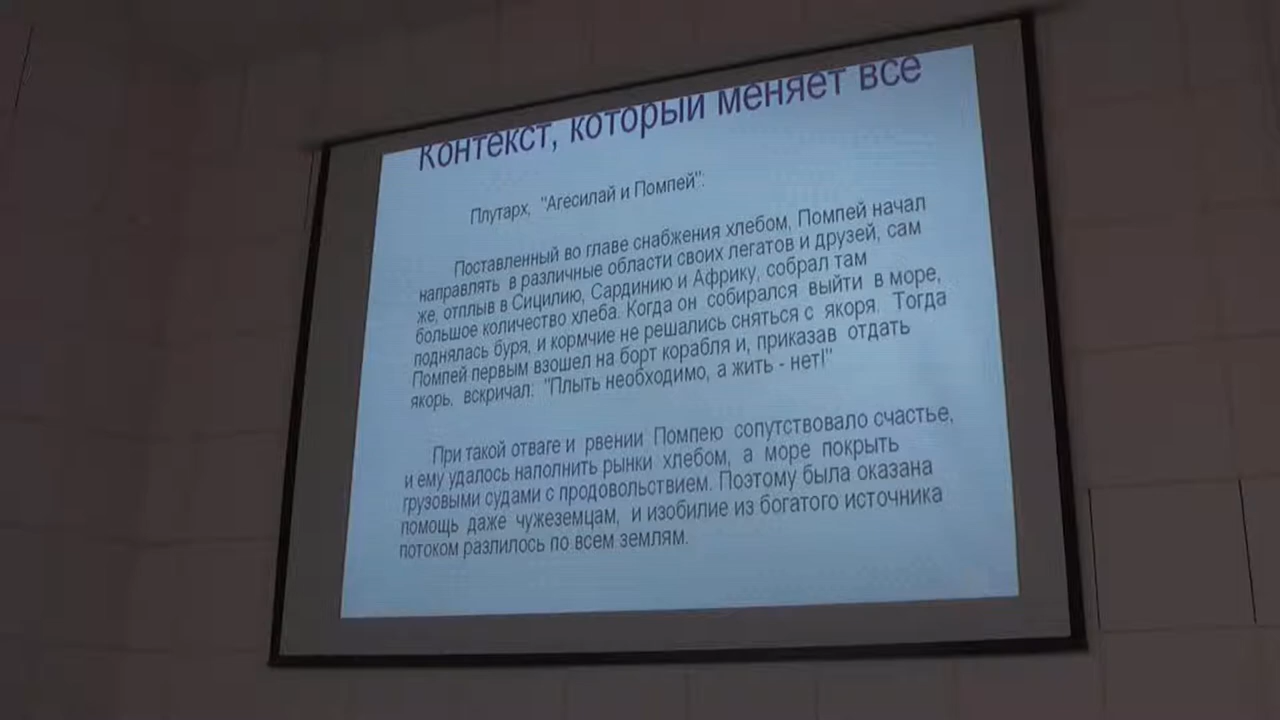 Контекст, который меняет все
Плутарх, "Агесилай и Помпей":
Поставленный во главе снабжения хлебом, Помпей начал
направлять в различные области своих легатов и друзей, сам
же, отплыв в Сицилию, Сардинию и Африку, собрал там
большое количество хлеба. Когда он собирался выйти в море,
поднялась буря, и кормчие не решались сняться с якоря. Тогда
Помпей первым взошел на борт корабля и, приказав отдать
якорь, вскричал: "Плыть необходимо, а жить - нет!"
При такой отваге и рвении Помпею сопутствовало счастье,
и ему удалось наполнить рынки хлебом, а море покрыть
грузовыми судами с продовольствием. Поэтому была оказана
помощь даже чужеземцам, и изобилие из богатого источника
потоком разлилось по всем землям.